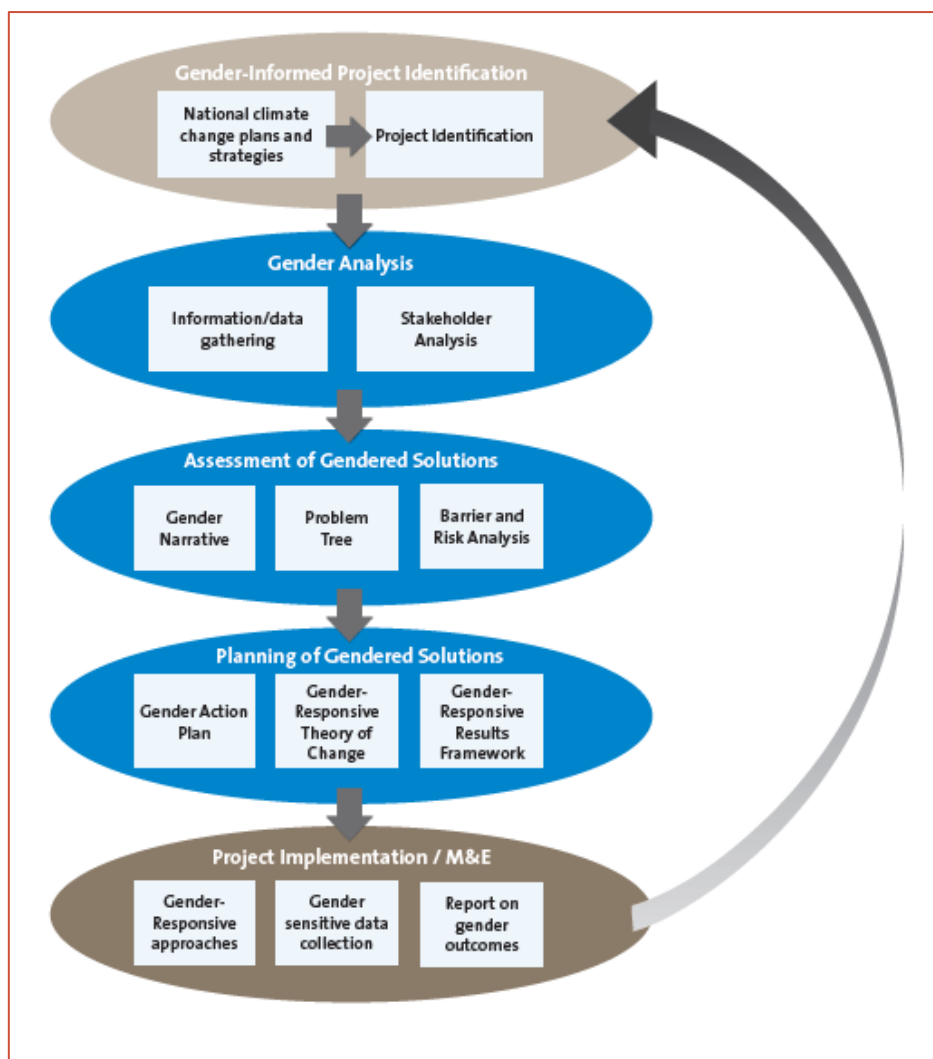 Gender-Informed Project Identification
National climate
change plans and
strategies
Project Identification
Gender Analysis
Information/data
gathering
Stakeholder
Analysis
Assessment of Gendered Solutions
Gender
Narrative
Problem
Tree
Barrier and
Risk Analysis
Planning of Gendered Solutions
Gender Action
Plan
Gender-
Responsive
Theory of
Change
Gender-
Responsive
Results
Framework
Project Implementation / M&E
Gender-
Responsive
approaches
Gender
sensitive data
collection
Report on
gender
outcomes